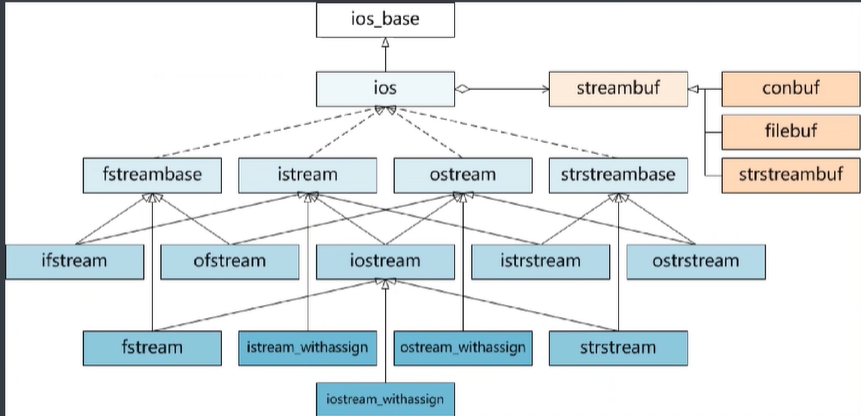 ios_base
ios
streambuf
conbuf
filebuf
fstreambase
istream
ostream
strstreambase
strstreambuf
ifstream
ofstream
iostream
istrstream
ostrstream
fstream
istream_withassign
ostream_withassign
strstream
iostream_withassign